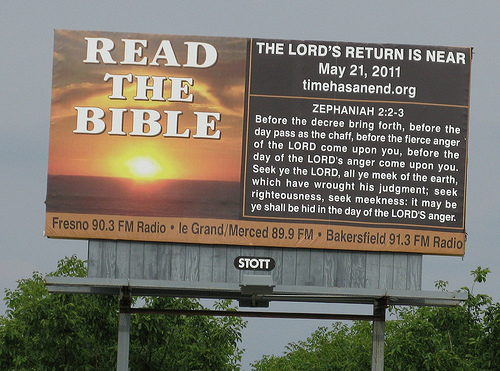 READ
THE
BIBLE
THE LORD'S RETURN IS NEAR
May 21, 2011
timehasanend.org
ZEPHANIAH 2:2-3
Before the decree bring forth, before the
day pass as the chaff, before the fierce anger
of the LORD come upon you, before the
day of the LORD's anger come upon you.
Seek ye the LORD, all ye meek of the earth,
which have wrought his judgment; seek
righteousness, seek meekness: it may be
ye shall be hid in the day of the LORD'S anger.
Fresno 90.3 FM Radio • le Grand/Merced 89.9 FM • Bakersfield 91.3 FM Radio
STOTT